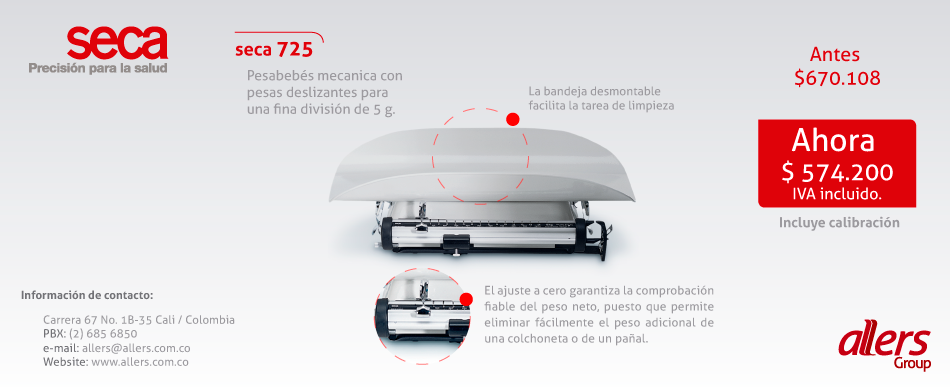 seca
Precisión para la salud
seca 725
Pesabebés mecanica con
pesas deslizantes para
una fina división de 5 g.
La bandeja desmontable
facilita la tarea de limpieza
Antes
$670.108
Ahora
$ 574.200
IVA incluido.
Incluye calibración
El ajuste a cero garantiza la comprobación
fiable del peso neto, puesto que permite
eliminar fácilmente el peso adicional de
una colchoneta o de un pañal.
Información de contacto:
Carrera 67 No. 1B-35 Cali / Colombia
PBX: (2) 685 6850
e-mail: allers@allers.com.co
Website: www.allers.com.co
allers
Group